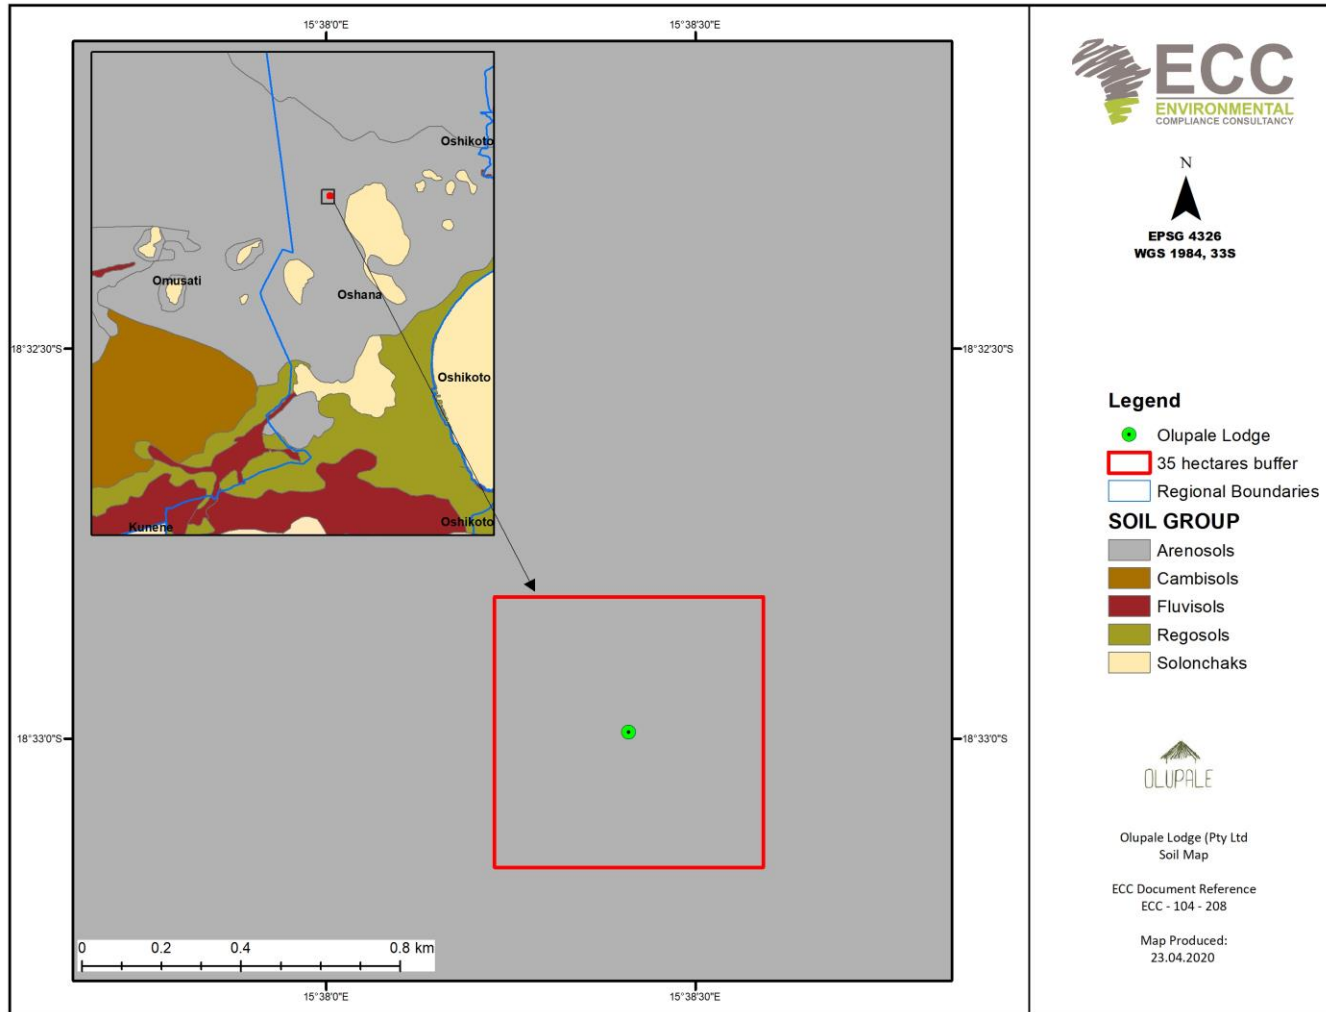 15°38'0"E
15°38'30"E
Oshikoto
Omusati
Oshana
Oshikoto
Kunene
Oshikoto
18°32'30"S
18°32'30"S
18°33'0"S
18°33'0"S
0 0.2 0.4 0.8 km
15°38'0"E
15°38'30"E
ECC
ENVIRONMENTAL
COMPLIANCE CONSULTANCY
N
EPSG 4326
WGS 1984, 33S
Legend
Olupale Lodge
35 hectares buffer
Regional Boundaries
SOIL GROUP
Arenosols
Cambisols
Fluvisols
Regosols
Solonchaks
OLUPALE
Olupale Lodge (Pty Ltd
Soil Map
ECC Document Reference
ECC - 104 - 208
Map Produced:
23.04.2020